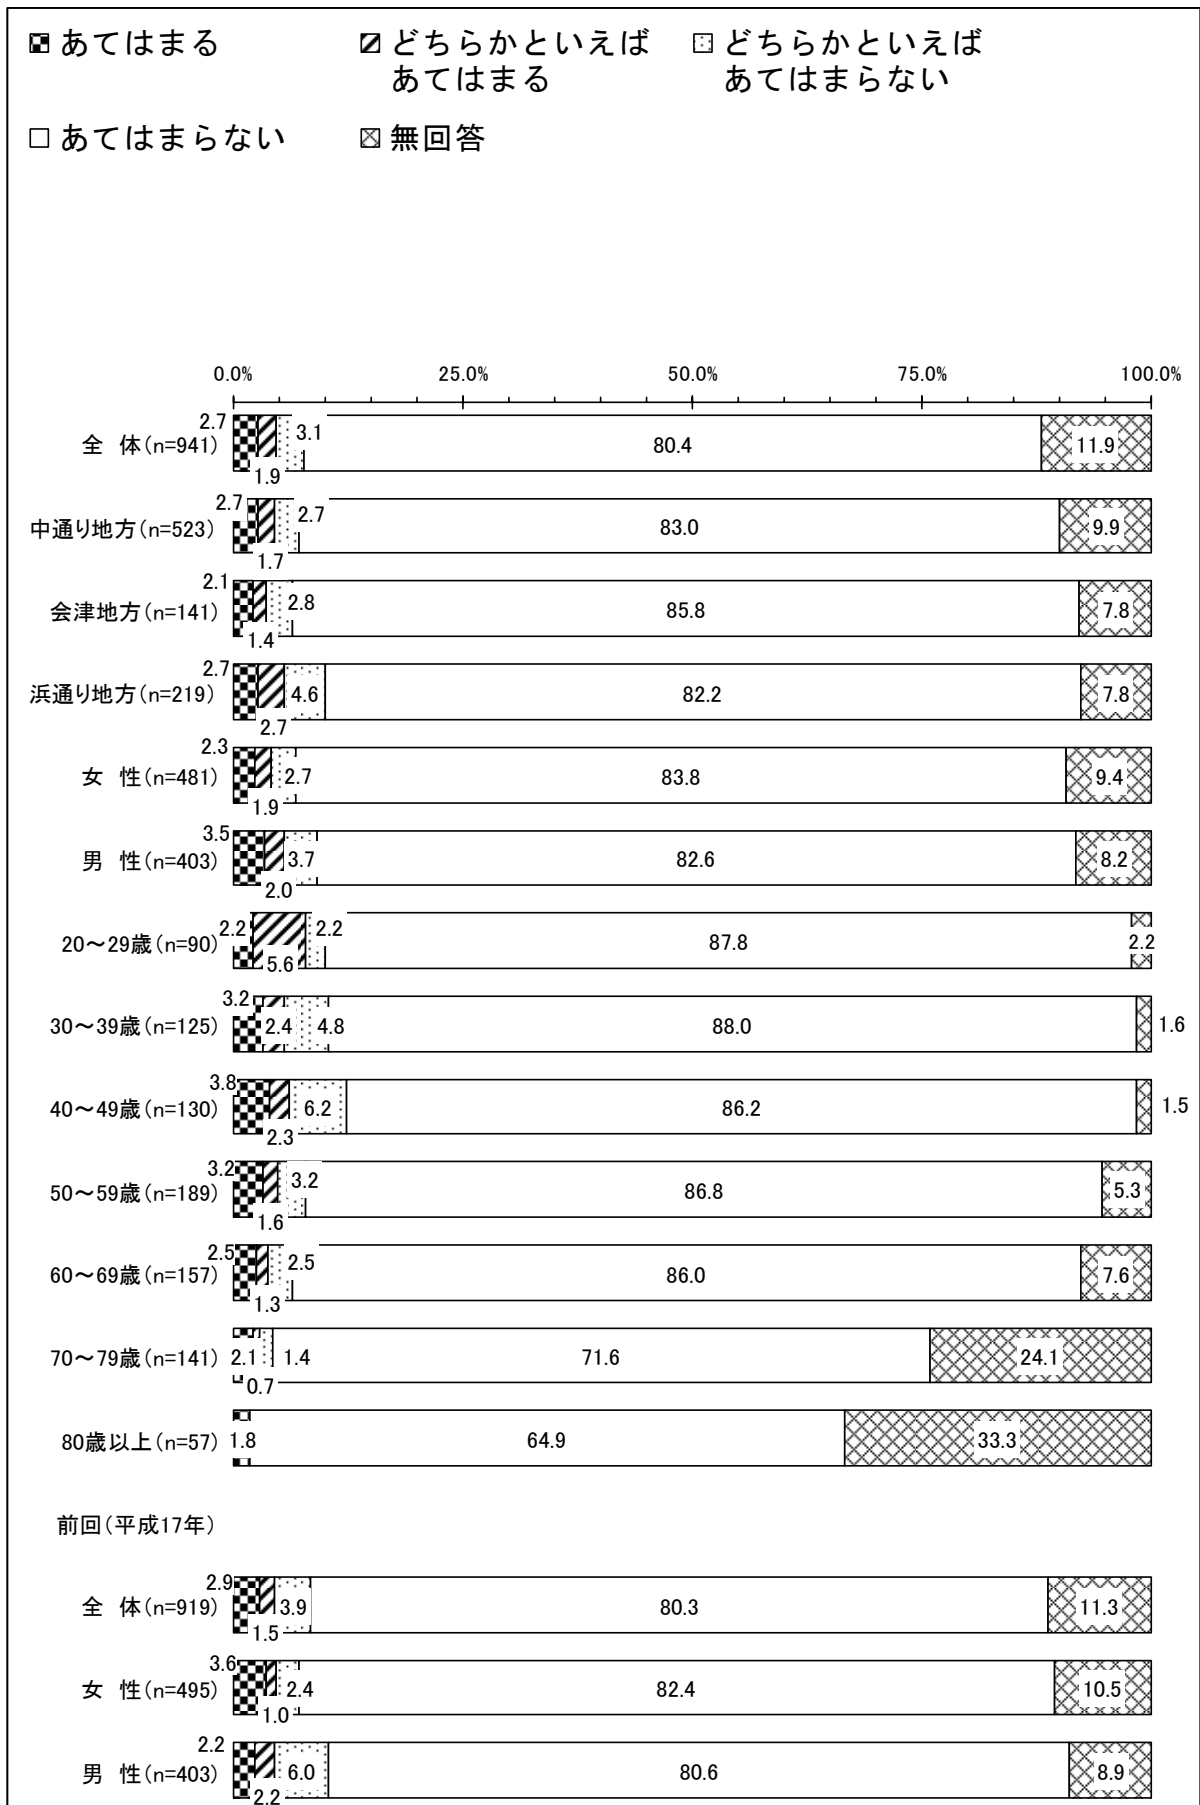 あてはまる
どちらかといえば
あてはまる
どちらかといえば
あてはまらない
あてはまらない
無回答
0.0% 25.0% 50.0% 75.0% 100.0%
全 体(n=941) 2.7 1.9 3.1 80.4 11.9
中通り地方(n=523) 2.7 1.7 2.7 83.0 9.9
会津地方(n=141) 2.1 1.4 2.8 85.8 7.8
浜通り地方(n=219) 2.7 2.7 4.6 82.2 7.8
女 性(n=481) 2.3 1.9 2.7 83.8 9.4
男 性(n=403) 3.5 2.0 3.7 82.6 8.2
20～29歳(n=90) 2.2 5.6 2.2 87.8 2.2
30～39歳(n=125) 3.2 2.4 4.8 88.0 1.6
40～49歳(n=130) 3.8 2.3 6.2 86.2 1.5
50～59歳(n=189) 3.2 1.6 3.2 86.8 5.3
60～69歳(n=157) 2.5 1.3 2.5 86.0 7.6
70～79歳(n=141) 2.1 0.7 1.4 71.6 24.1
80歳以上(n=57) 1.8 64.9 33.3
前回(平成17年)
全 体(n=919) 2.9 1.5 3.9 80.3 11.3
女 性(n=495) 3.6 1.0 2.4 82.4 10.5
男 性(n=403) 2.2 2.2 6.0 80.6 8.9